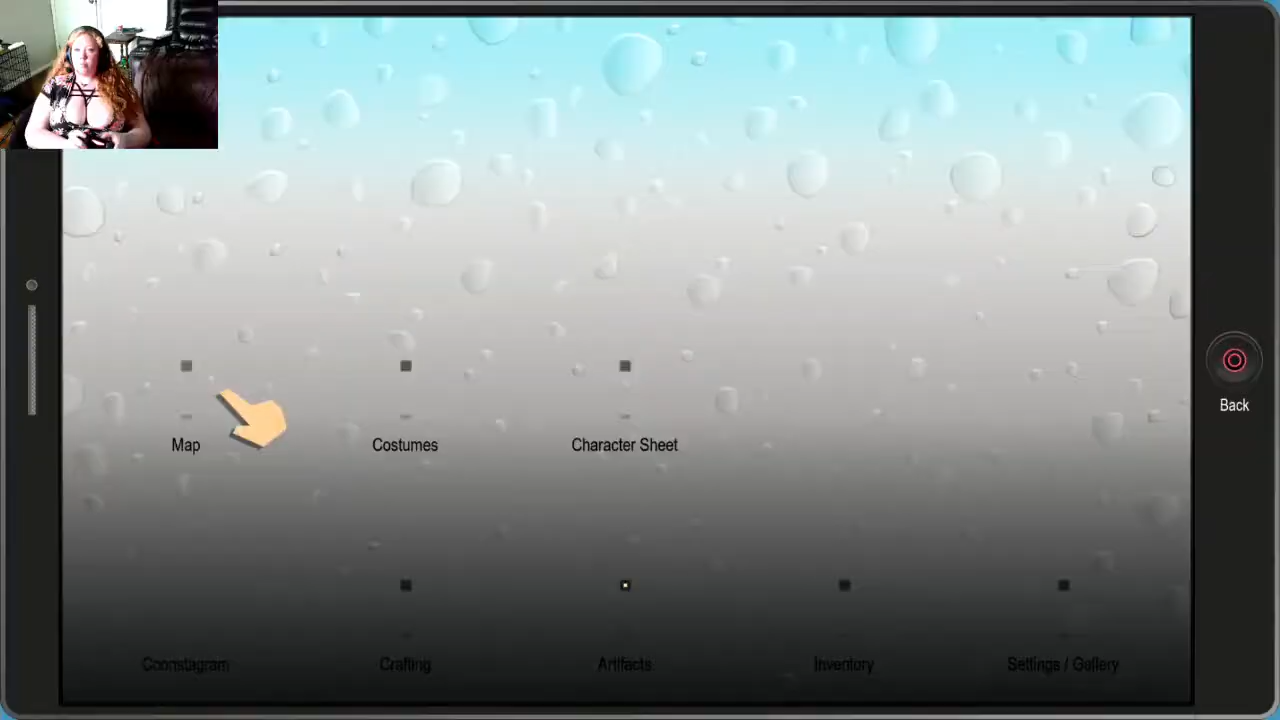 Back
Map
Costumes
Character Sheet
Coonstagram
Crafting
Artifacts
Inventory
Settings / Gallery